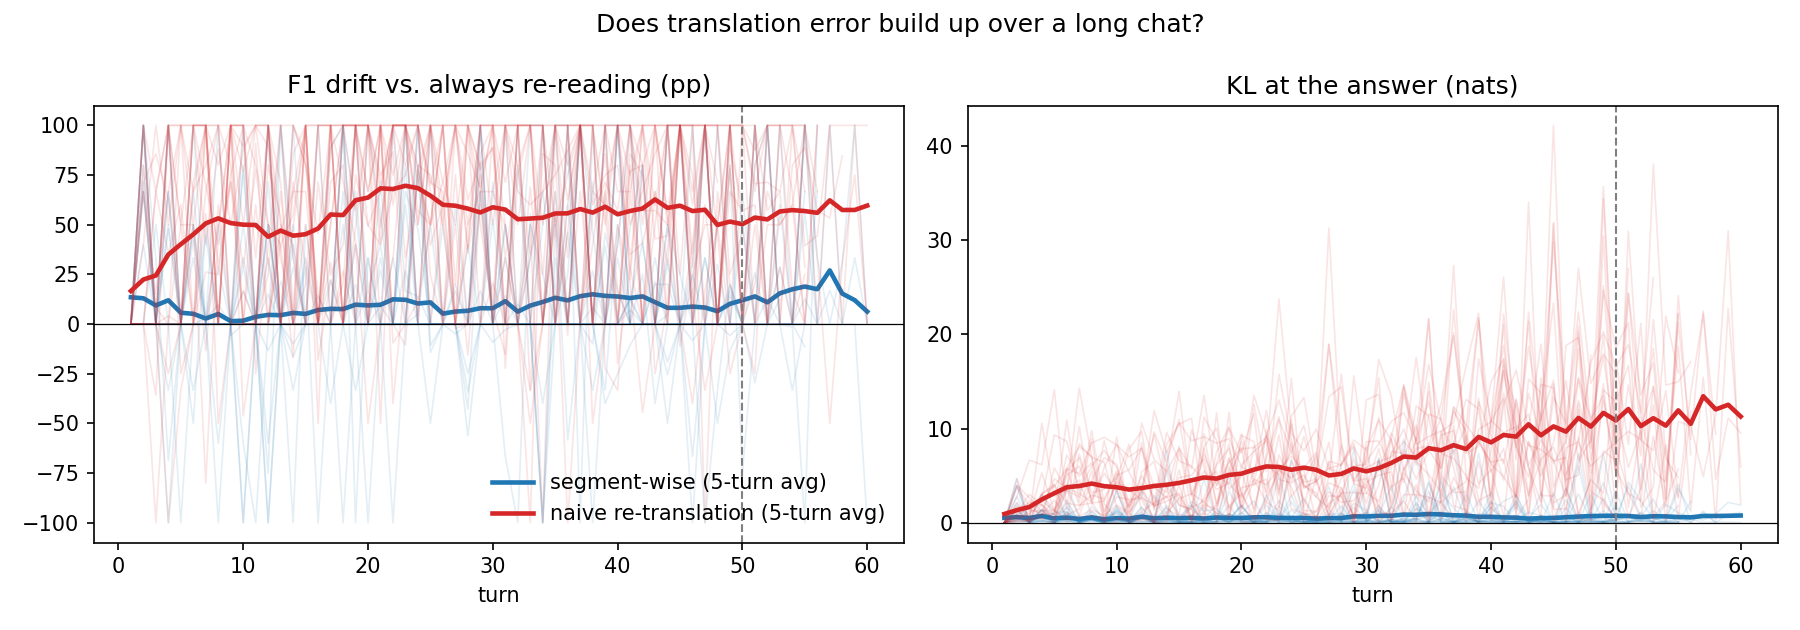 Does translation error build up over a long chat?
F1 drift vs. always re-reading (pp)
100
75
50
25
0
−25
−50
−75
−100
segment-wise (5-turn avg)
naive re-translation (5-turn avg)
0 10 20 30 40 50 60
turn
KL at the answer (nats)
40
30
20
10
0
0 10 20 30 40 50 60
turn